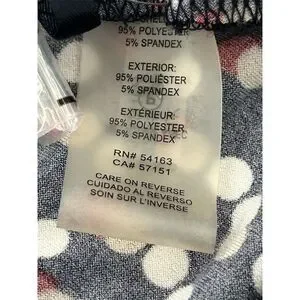 SHELL:
95% POLYESTER
5% SPANDEX
EXTERIOR:
95% POLIÉSTER
5% SPANDEX
EXTÉRIEUR:
95% POLYESTER
5% SPANDEX
RN# 54163
CA# 57151
CARE ON REVERSE
CUIDADO AL REVERSO
SOIN SUR L'INVERSE